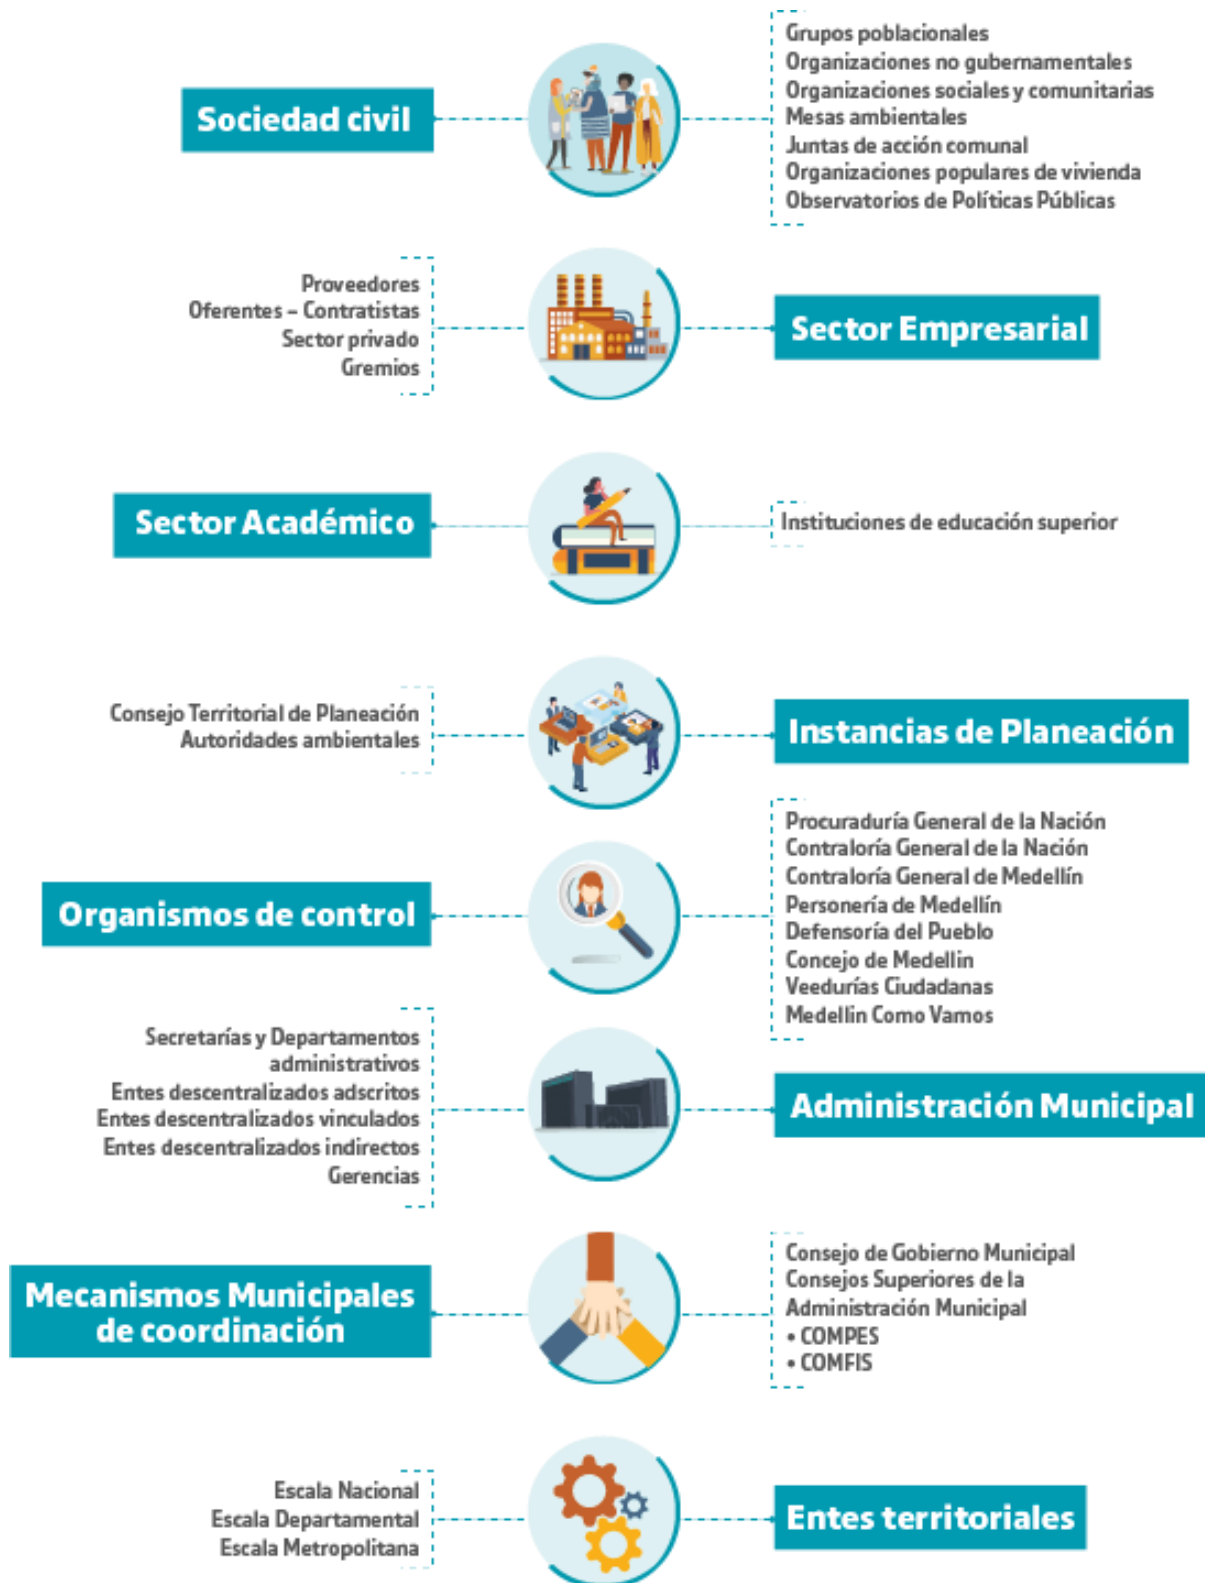 Sociedad civil
Grupos poblacionales
Organizaciones no gubernamentales
Organizaciones sociales y comunitarias
Mesas ambientales
Juntas de acción comunal
Organizaciones populares de vivienda
Observatorios de Políticas Públicas
Proveedores
Oferentes – Contratistas
Sector privado
Gremios
Sector Empresarial
Sector Académico
Instituciones de educación superior
Consejo Territorial de Planeación
Autoridades ambientales
Instancias de Planeación
Organismos de control
Procuraduría General de la Nación
Contraloría General de la Nación
Contraloría General de Medellín
Personería de Medellín
Defensoría del Pueblo
Concejo de Medellin
Veedurías Ciudadanas
Medellin Como Vamos
Secretarías y Departamentos
administrativos
Entes descentralizados adscritos
Entes descentralizados vinculados
Entes descentralizados indirectos
Gerencias
Administración Municipal
Mecanismos Municipales
de coordinación
Consejo de Gobierno Municipal
Consejos Superiores de la
Administración Municipal
• COMPES
• COMFIS
Escala Nacional
Escala Departamental
Escala Metropolitana
Entes territoriales